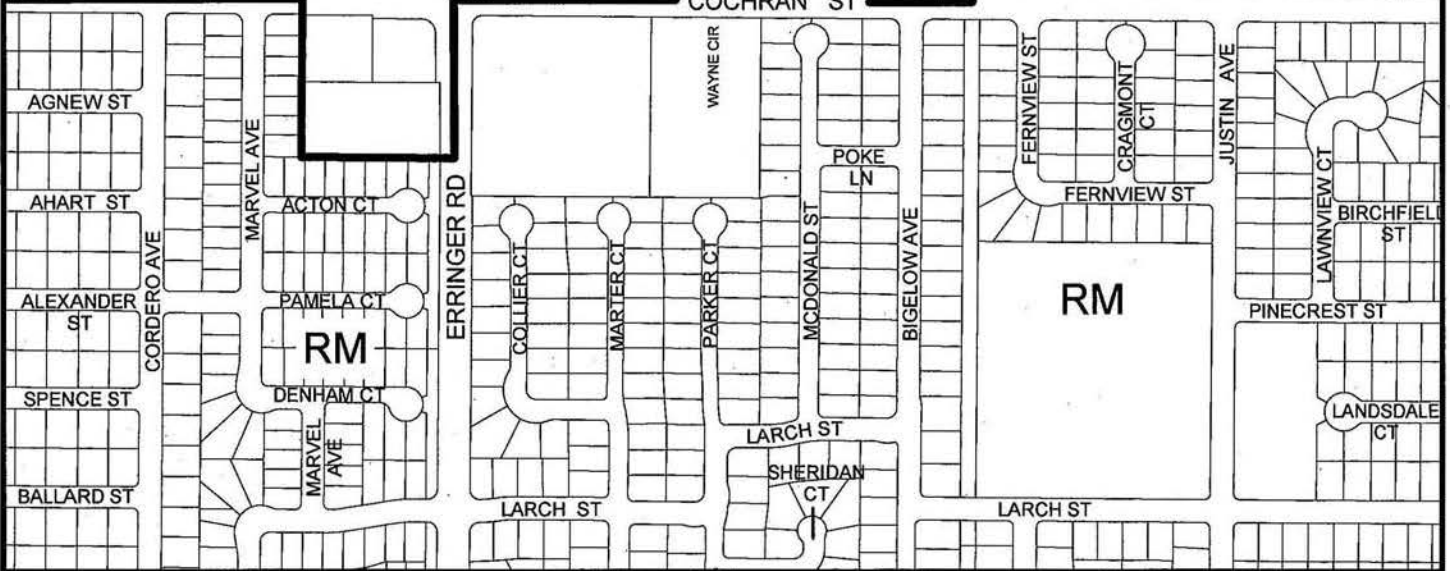 COCHRAN ST
WAYNE CIR
AGNEW ST
AHART ST
ALEXANDER
ST
SPENCE ST
BALLARD ST
CORDERO AVE
MARVEL AVE
ACTON CT
PAMELA CT
RM
DENHAM CT
MARVEL
AVE
ERRINGER RD
COLLIER CT
MARTER CT
PARKER CT
MCDONALD ST
POKE
LN
BIGELOW AVE
LARCH ST
SHERIDAN
CT
LARCH ST
FERNVIEW ST
CRAGMONT
CT
FERNVIEW ST
RM
LARCH ST
JUSTIN AVE
LAWNVIEW CT
BIRCHFIELD
ST
PINECREST ST
LANDSDALE
CT